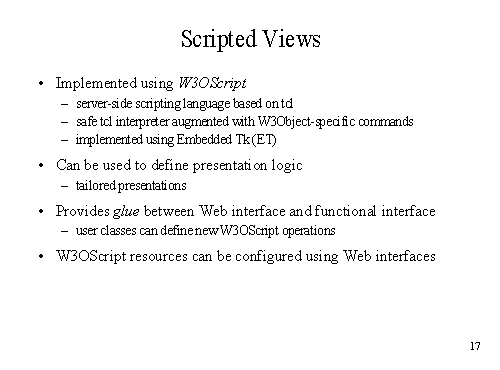 Scripted Views
• Implemented using W3OScript
– server-side scripting language based on tcl
– safe tcl interpreter augmented with W3Object-specific commands
– implemented using Embedded Tk (ET)
• Can be used to define presentation logic
– tailored presentations
• Provides glue between Web interface and functional interface
– user classes can define new W3OScript operations
• W3OScript resources can be configured using Web interfaces
17